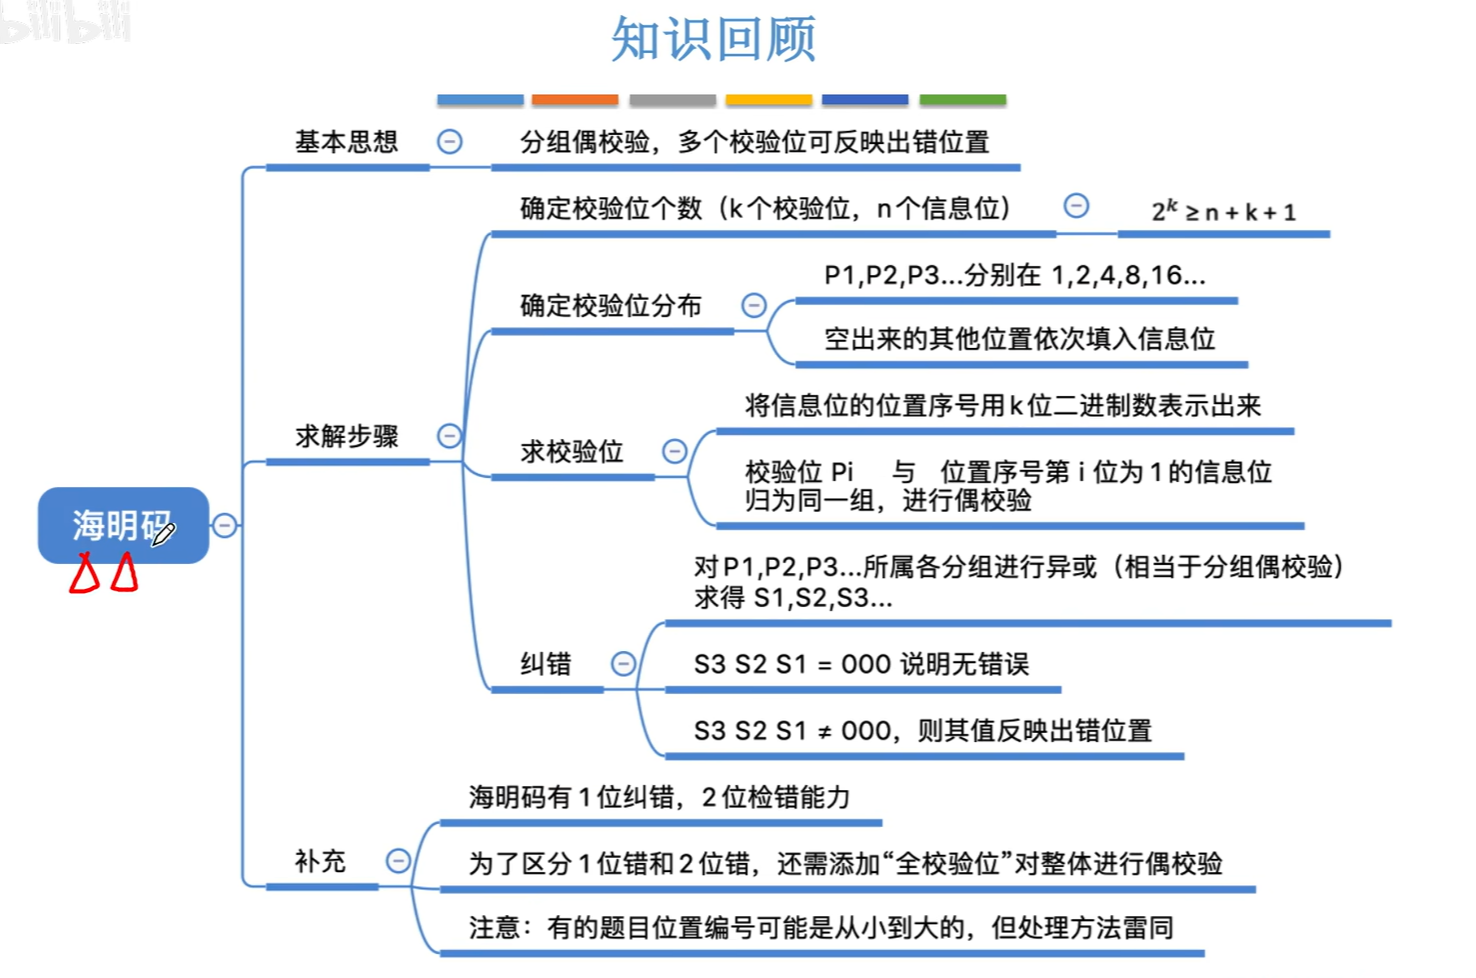 bilibili
知识回顾
基本思想
分组偶校验，多个校验位可反映出错位置
确定校验位个数（k个校验位，n个信息位）
2^k ≥ n + k + 1
确定校验位分布
P1,P2,P3...分别在 1,2,4,8,16...
空出来的其他位置依次填入信息位
求解步骤
求校验位
将信息位的位置序号用k位二进制数表示出来
校验位 Pi 与 位置序号第 i 位为1的信息位
归为同一组，进行偶校验
海明码
纠错
对P1,P2,P3...所属各分组进行异或（相当于分组偶校验）
求得 S1,S2,S3...
S3 S2 S1 = 000 说明无错误
S3 S2 S1 ≠ 000，则其值反映出错位置
补充
海明码有1位纠错，2位检错能力
为了区分1位错和2位错，还需添加“全校验位”对整体进行偶校验
注意：有的题目位置编号可能是从小到大的，但处理方法雷同